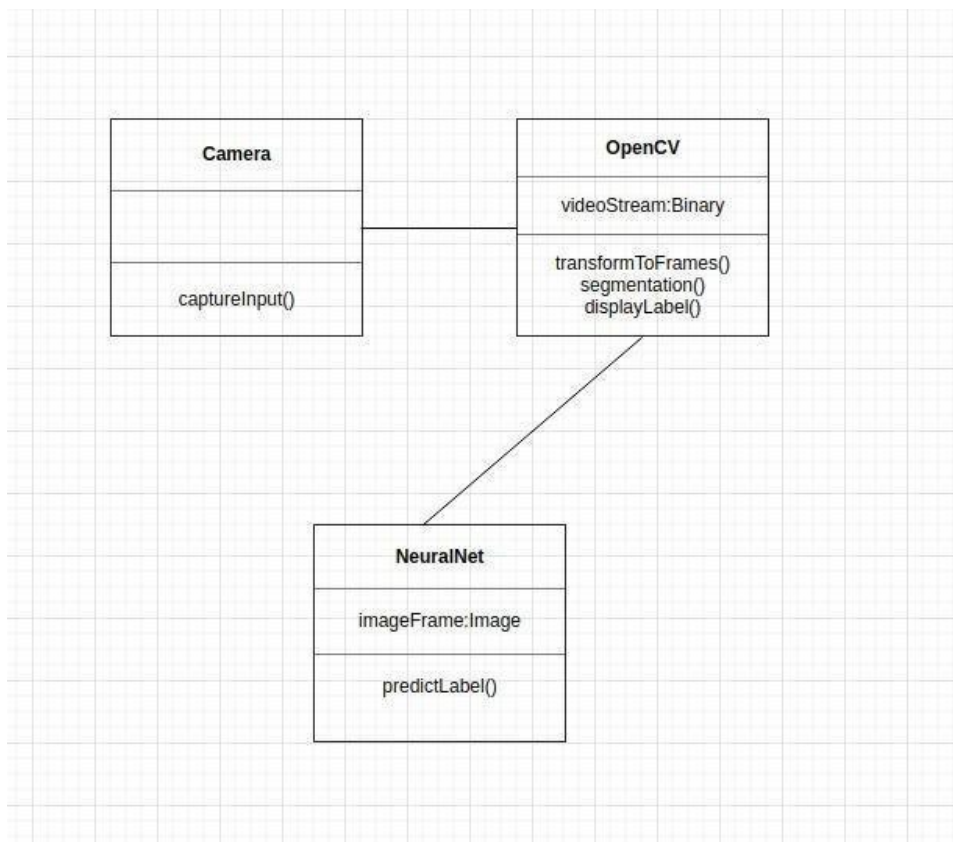 Camera
captureInput()
OpenCV
videoStream:Binary
transformToFrames()
segmentation()
displayLabel()
NeuralNet
imageFrame:Image
predictLabel()